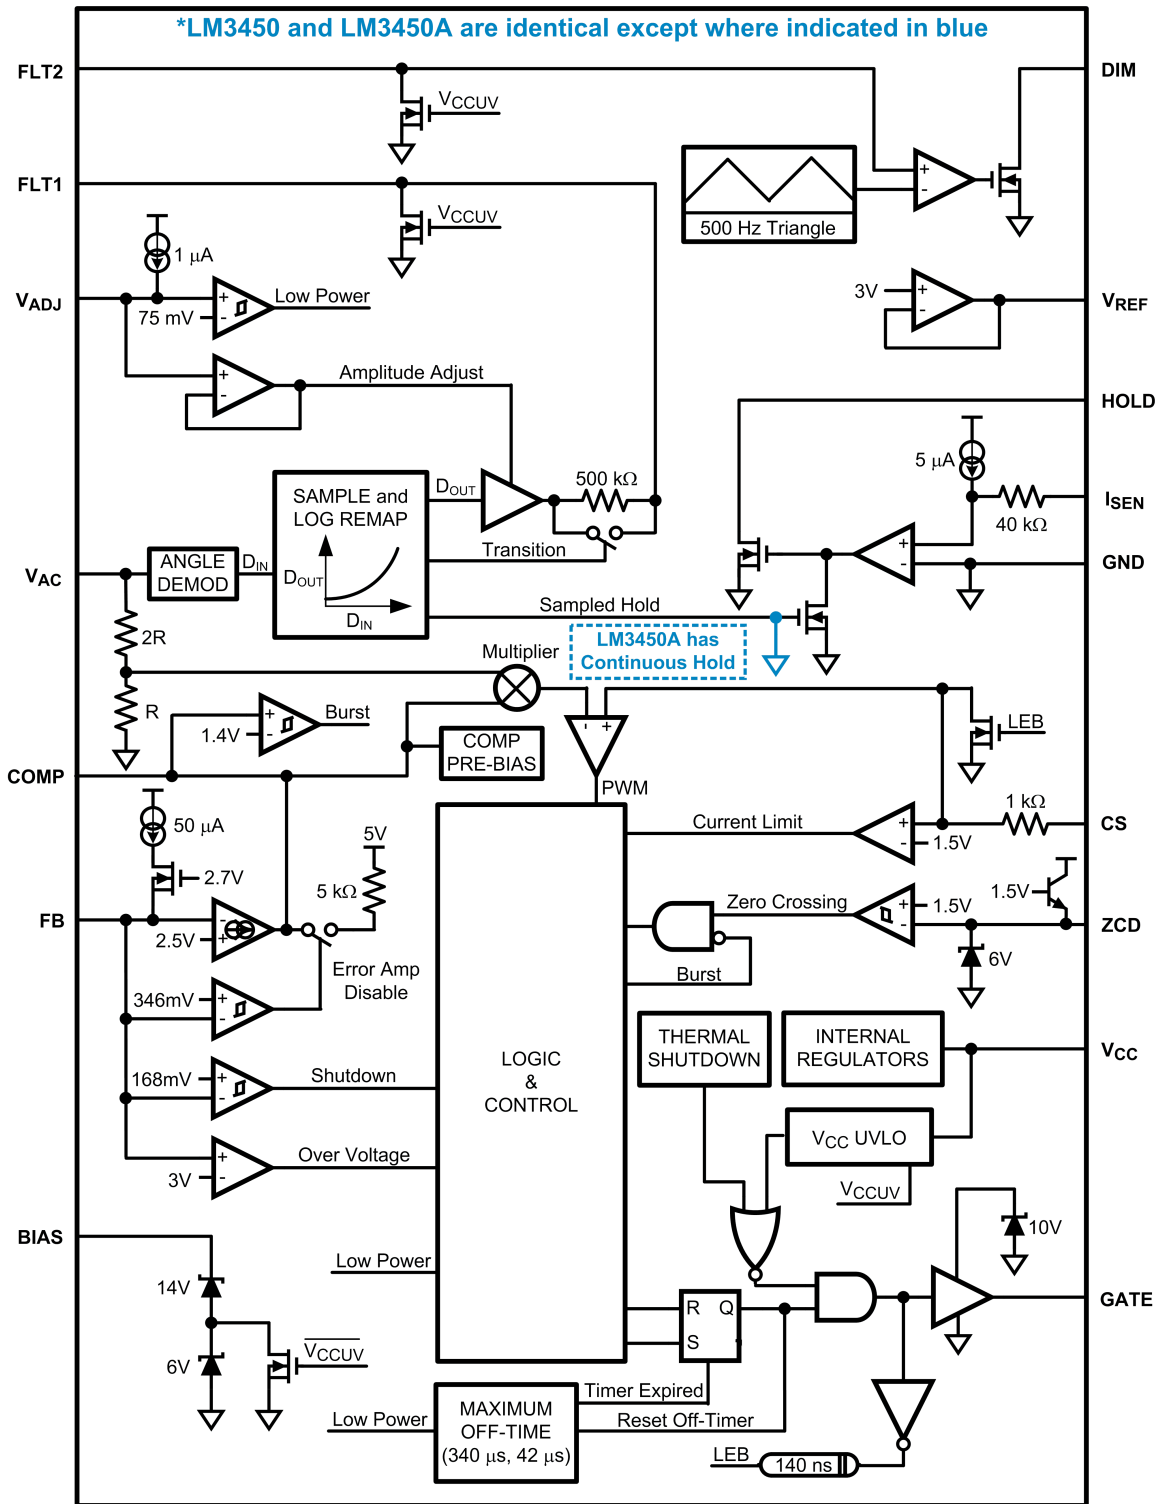 *LM3450 and LM3450A are identical except where indicated in blue
FLT2
DIM
VCCUV
FLT1
VCCUV
+
-
500 Hz Triangle
1 μA
VADJ
+
Low Power
75 mV
-
3V
+
-
VREF
+
-
Amplitude Adjust
HOLD
5 μA
ISEN
40 kΩ
500 kΩ
DOUT
SAMPLE and
LOG REMAP
Transition
+
-
GND
VAC
ANGLE
DEMOD
DIN
DOUT
DIN
Sampled Hold
LM3450A has
Continuous Hold
2R
Multiplier
R
+
Burst
1.4V
-
- +
LEB
COMP
PRE-BIAS
COMP
PWM
50 μA
5V
1 kΩ
Current Limit
+
CS
-
1.5V
2.7V
5 kΩ
1.5V
FB
-
2.5V
+
Zero Crossing
+
1.5V
-
ZCD
6V
Error Amp
Disable
Burst
346mV
+
-
THERMAL
SHUTDOWN
INTERNAL
REGULATORS
VCC
LOGIC
&
CONTROL
168mV
+
-
Shutdown
VCC UVLO
+
Over Voltage
3V
-
VCCUV
BIAS
10V
Low Power
14V
GATE
R Q
S
6V
VCCUV
Timer Expired
Low Power
MAXIMUM
OFF-TIME
(340 μs, 42 μs)
Reset Off-Timer
LEB
140 ns